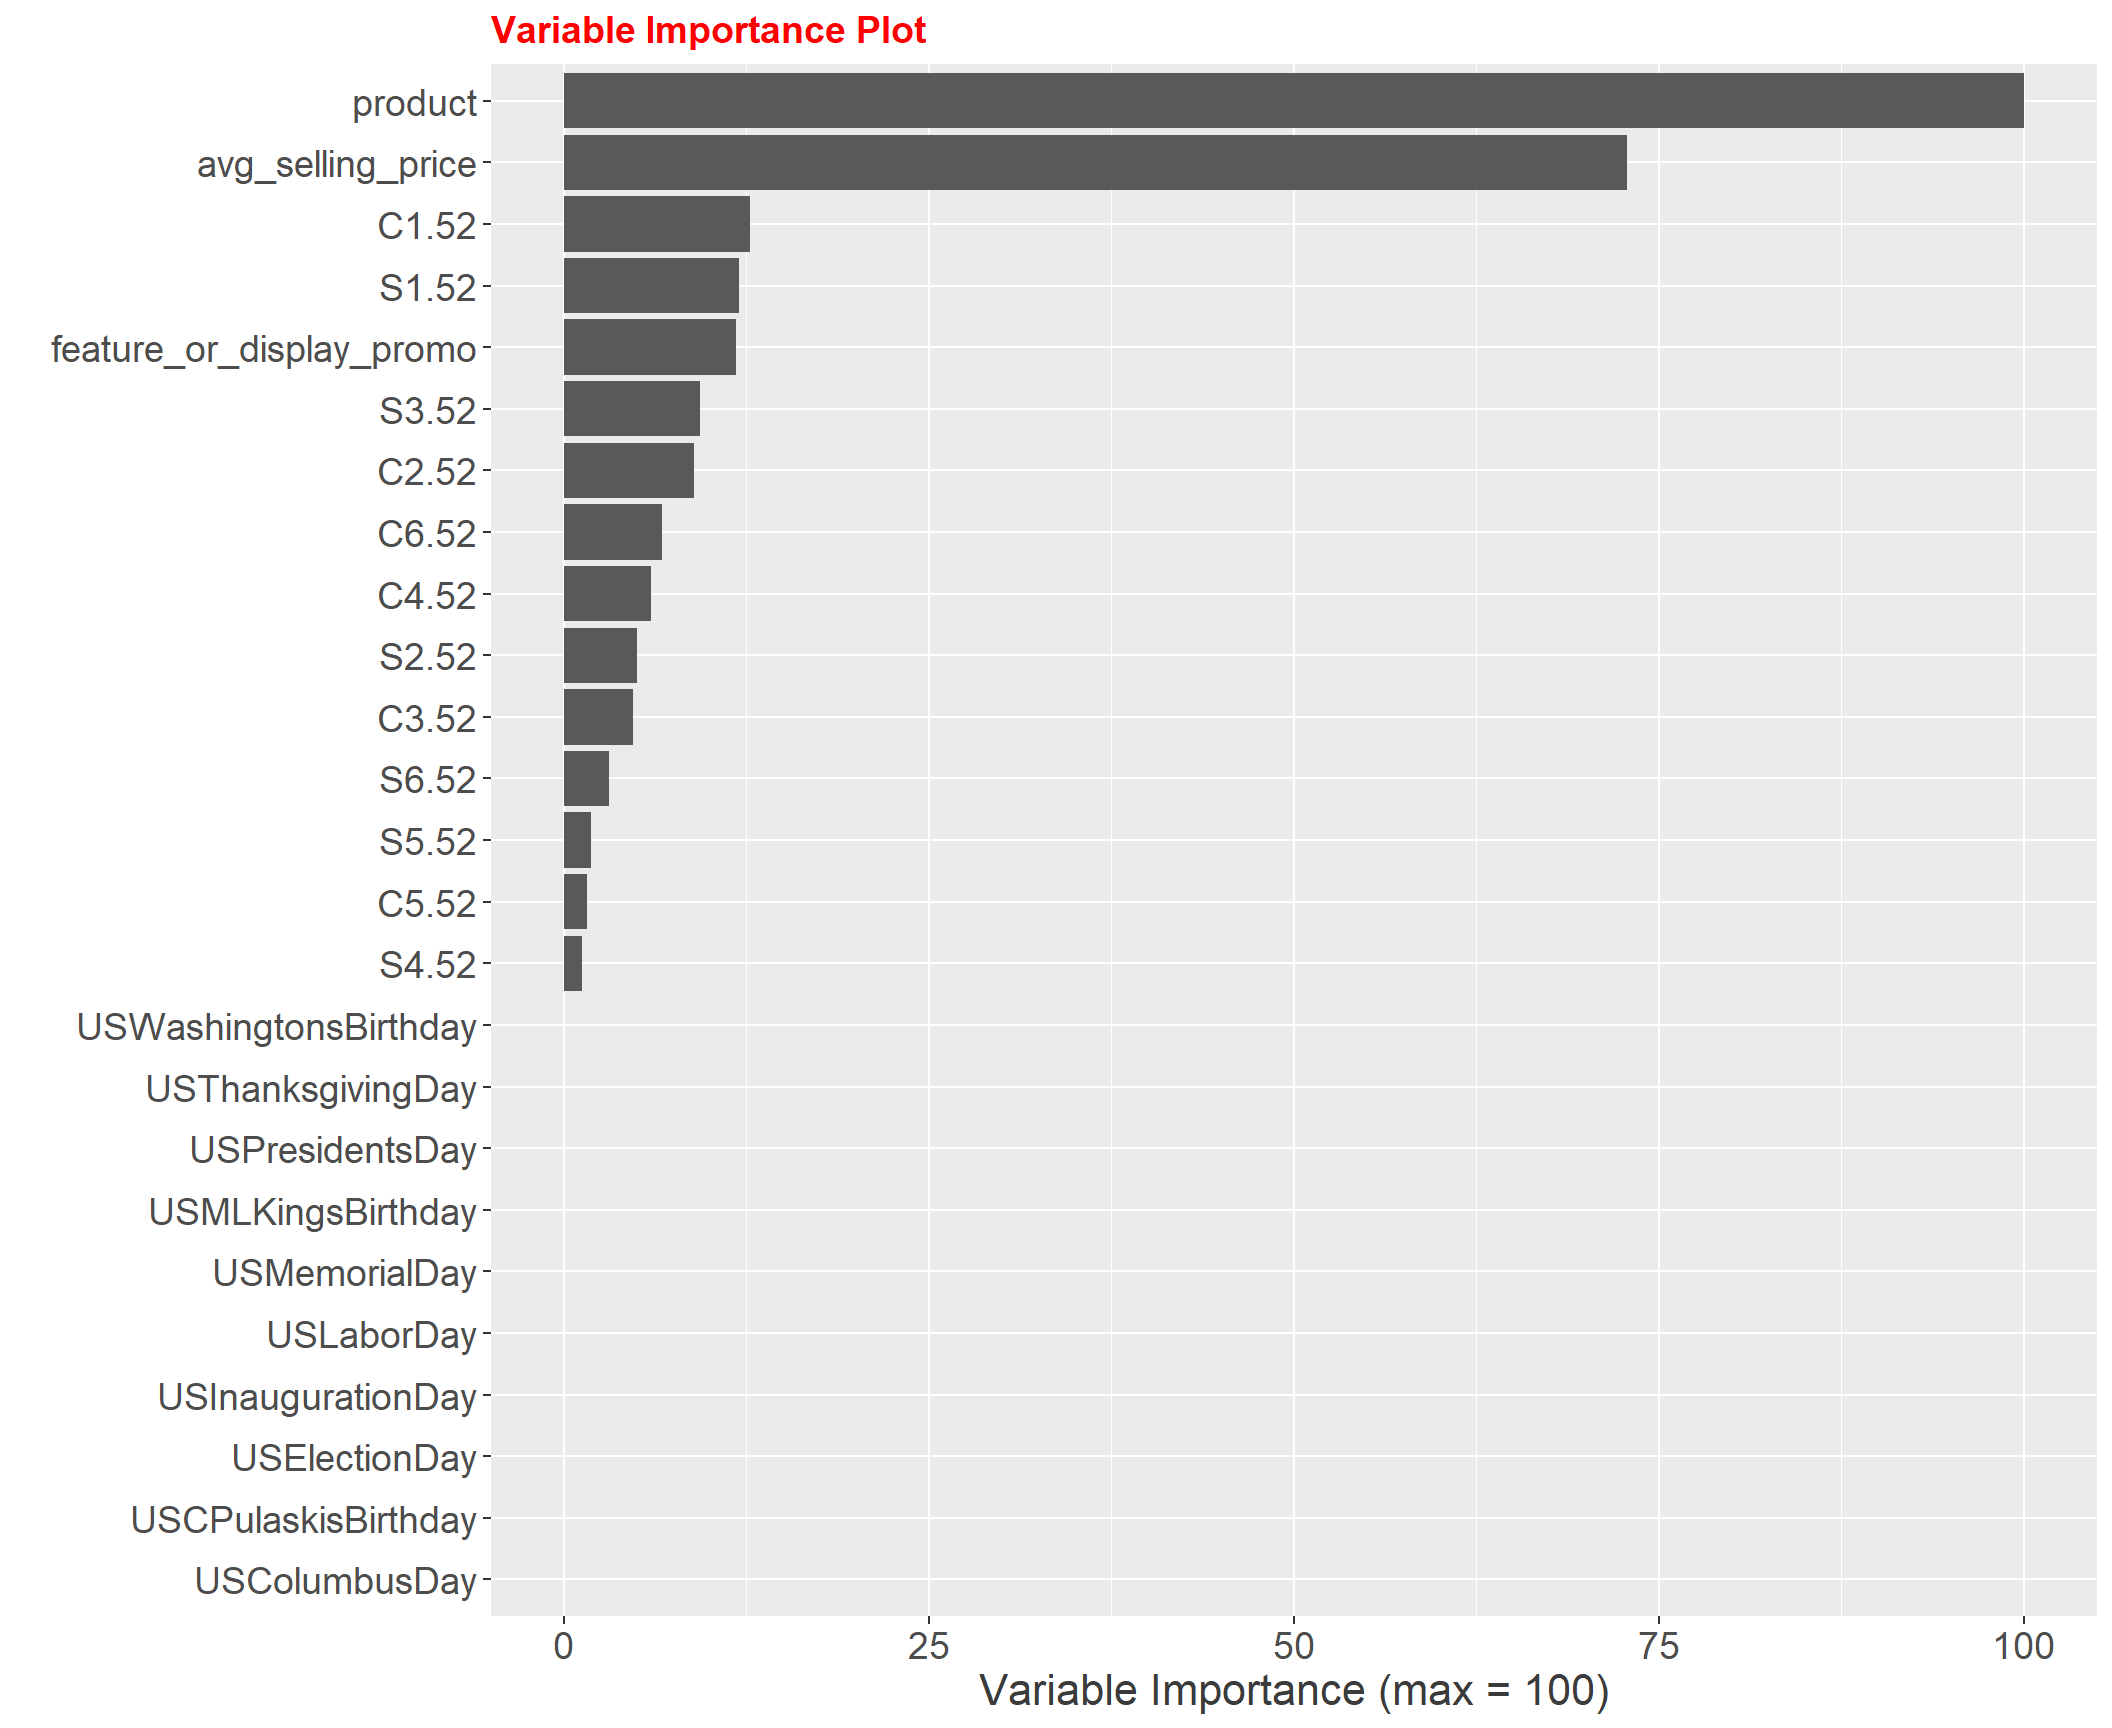 Variable Importance Plot
product
avg_selling_price
C1.52
S1.52
feature_or_display_promo
S3.52
C2.52
C6.52
C4.52
S2.52
C3.52
S6.52
S5.52
C5.52
S4.52
USWashingtonsBirthday
USThanksgivingDay
USPresidentsDay
USMLKingsBirthday
USMemorialDay
USLaborDay
USInaugurationDay
USElectionDay
USCPulaskisBirthday
USColumbusDay
0 25 50 75 100
Variable Importance (max = 100)